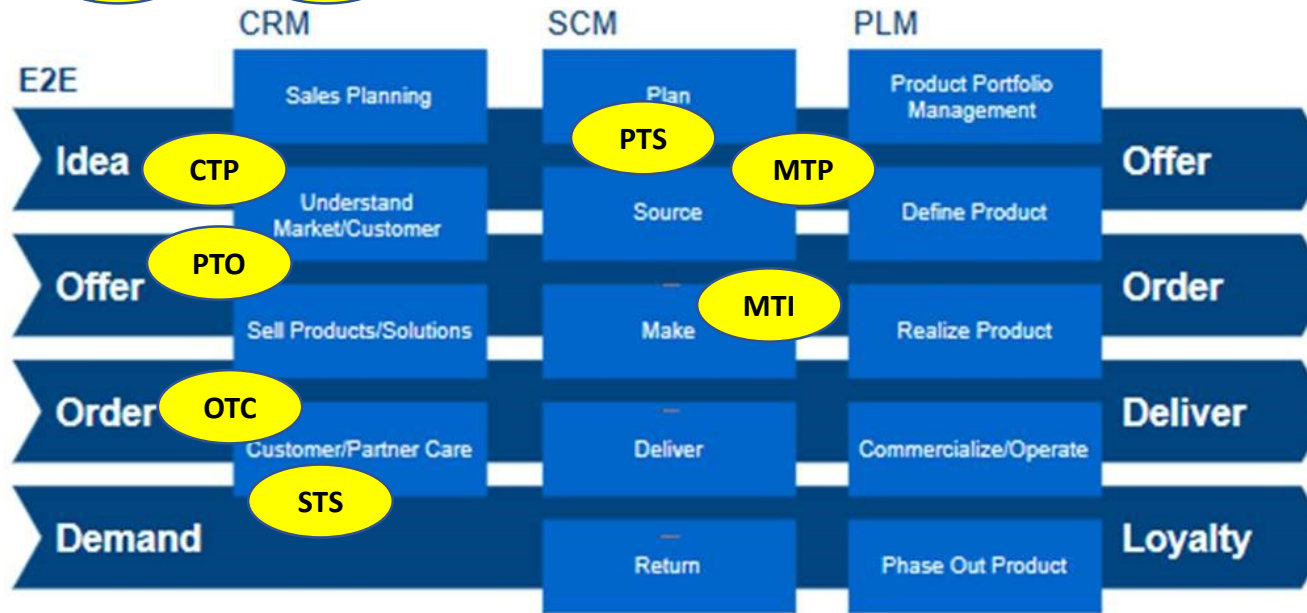 CRM
SCM
PLM
E2E
Sales Planning
Plan
Product Portfolio
Management
Idea
CTP
PTS
MTP
Offer
Understand
Market/Customer
Source
Define Product
Offer
PTO
Order
Sell Products/Solutions
Make
MTI
Realize Product
Order
OTC
Deliver
Customer/Partner Care
Deliver
Commercialize/Operate
STS
Demand
Loyalty
Return
Phase Out Product